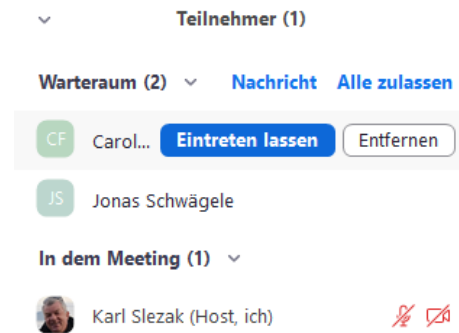 Teilnehmer (1)
Warteraum (2) Nachricht Alle zulassen
CF Carol... Eintreten lassen Entfernen
JS Jonas Schwägele
In dem Meeting (1)
Karl Slezak (Host, ich)